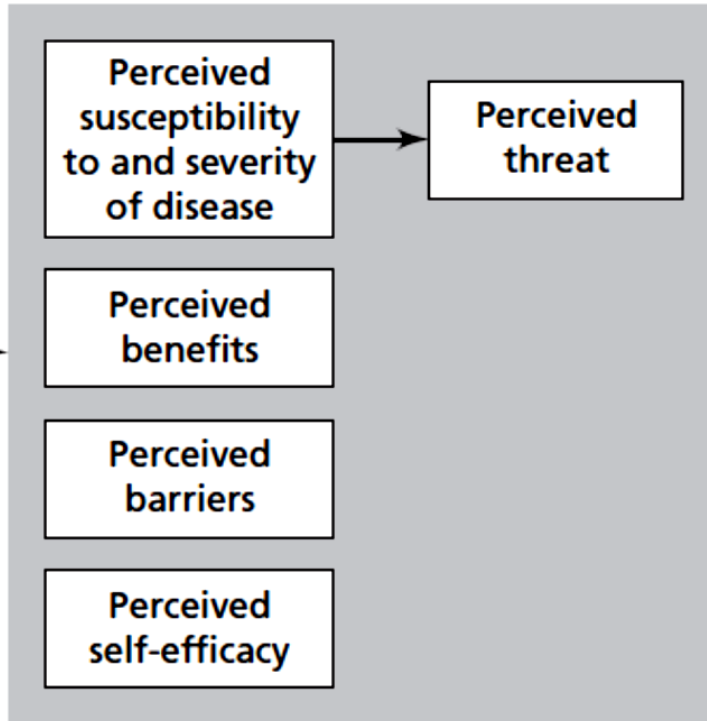 Perceived
susceptibility
to and severity
of disease
Perceived
threat
Perceived
benefits
Perceived
barriers
Perceived
self-efficacy